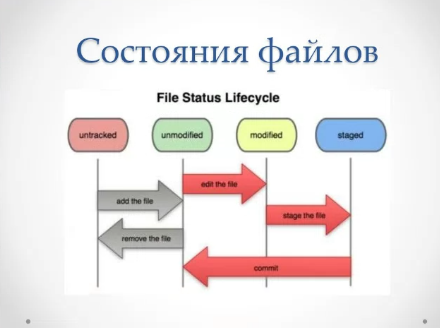 Состояния файлов
File Status Lifecycle
untracked
unmodified
modified
staged
edit the file
add the file
stage the file
remove the file
commit